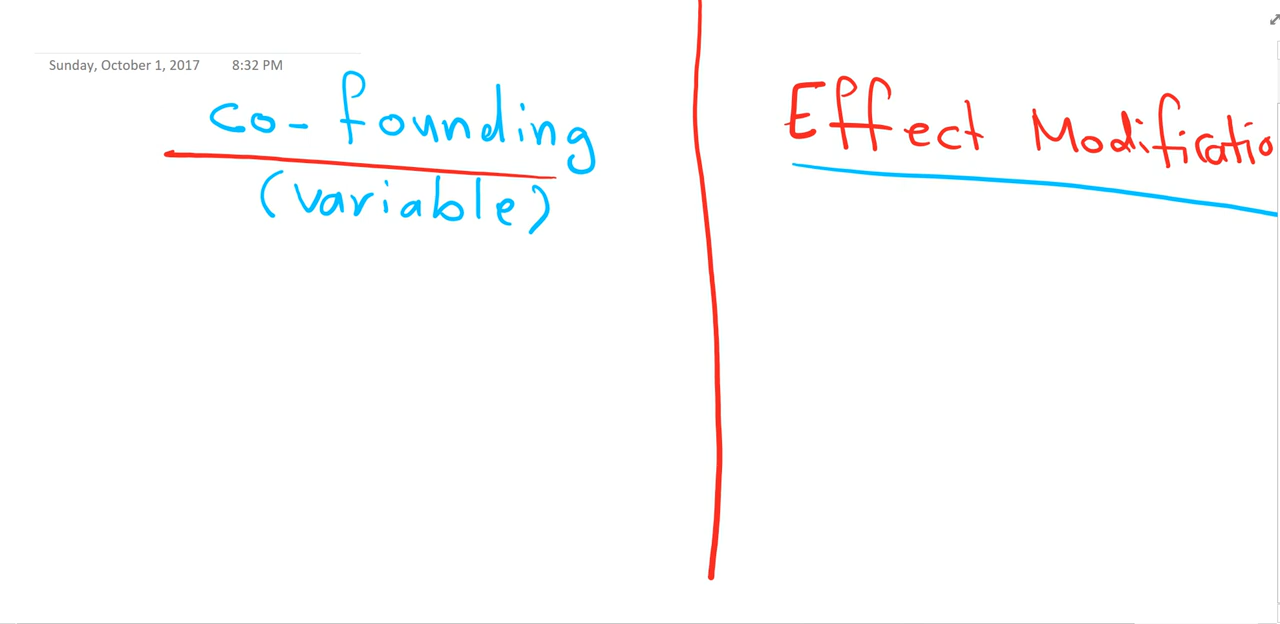 Sunday, October 1, 2017 8:32 PM
co-founding
(variable)
Effect Modificatio